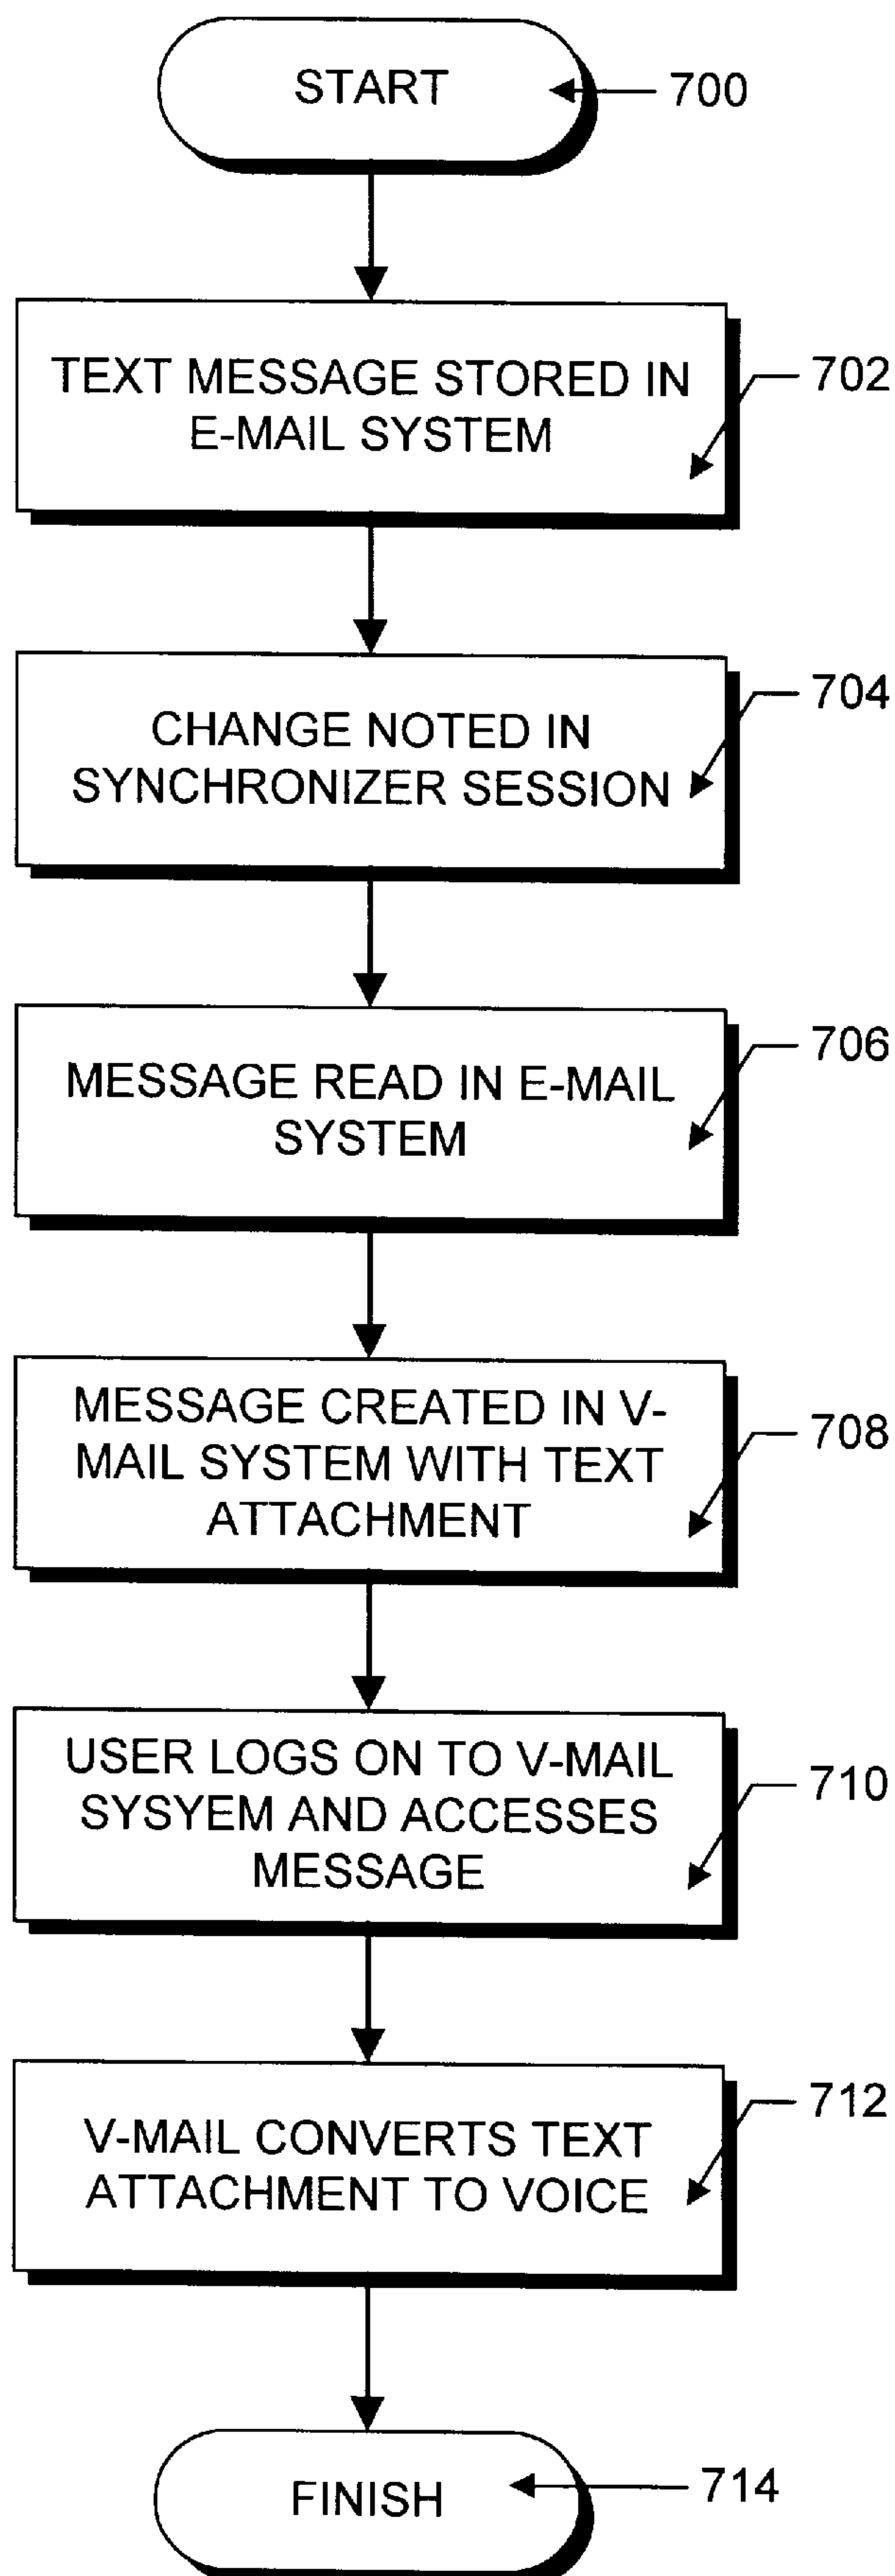 START
700
TEXT MESSAGE STORED IN
E-MAIL SYSTEM
702
CHANGE NOTED IN
SYNCHRONIZER SESSION
704
MESSAGE READ IN E-MAIL
SYSTEM
706
MESSAGE CREATED IN V-
MAIL SYSTEM WITH TEXT
ATTACHMENT
708
USER LOGS ON TO V-MAIL
SYSYEM AND ACCESSES
MESSAGE
710
V-MAIL CONVERTS TEXT
ATTACHMENT TO VOICE
712
FINISH
714